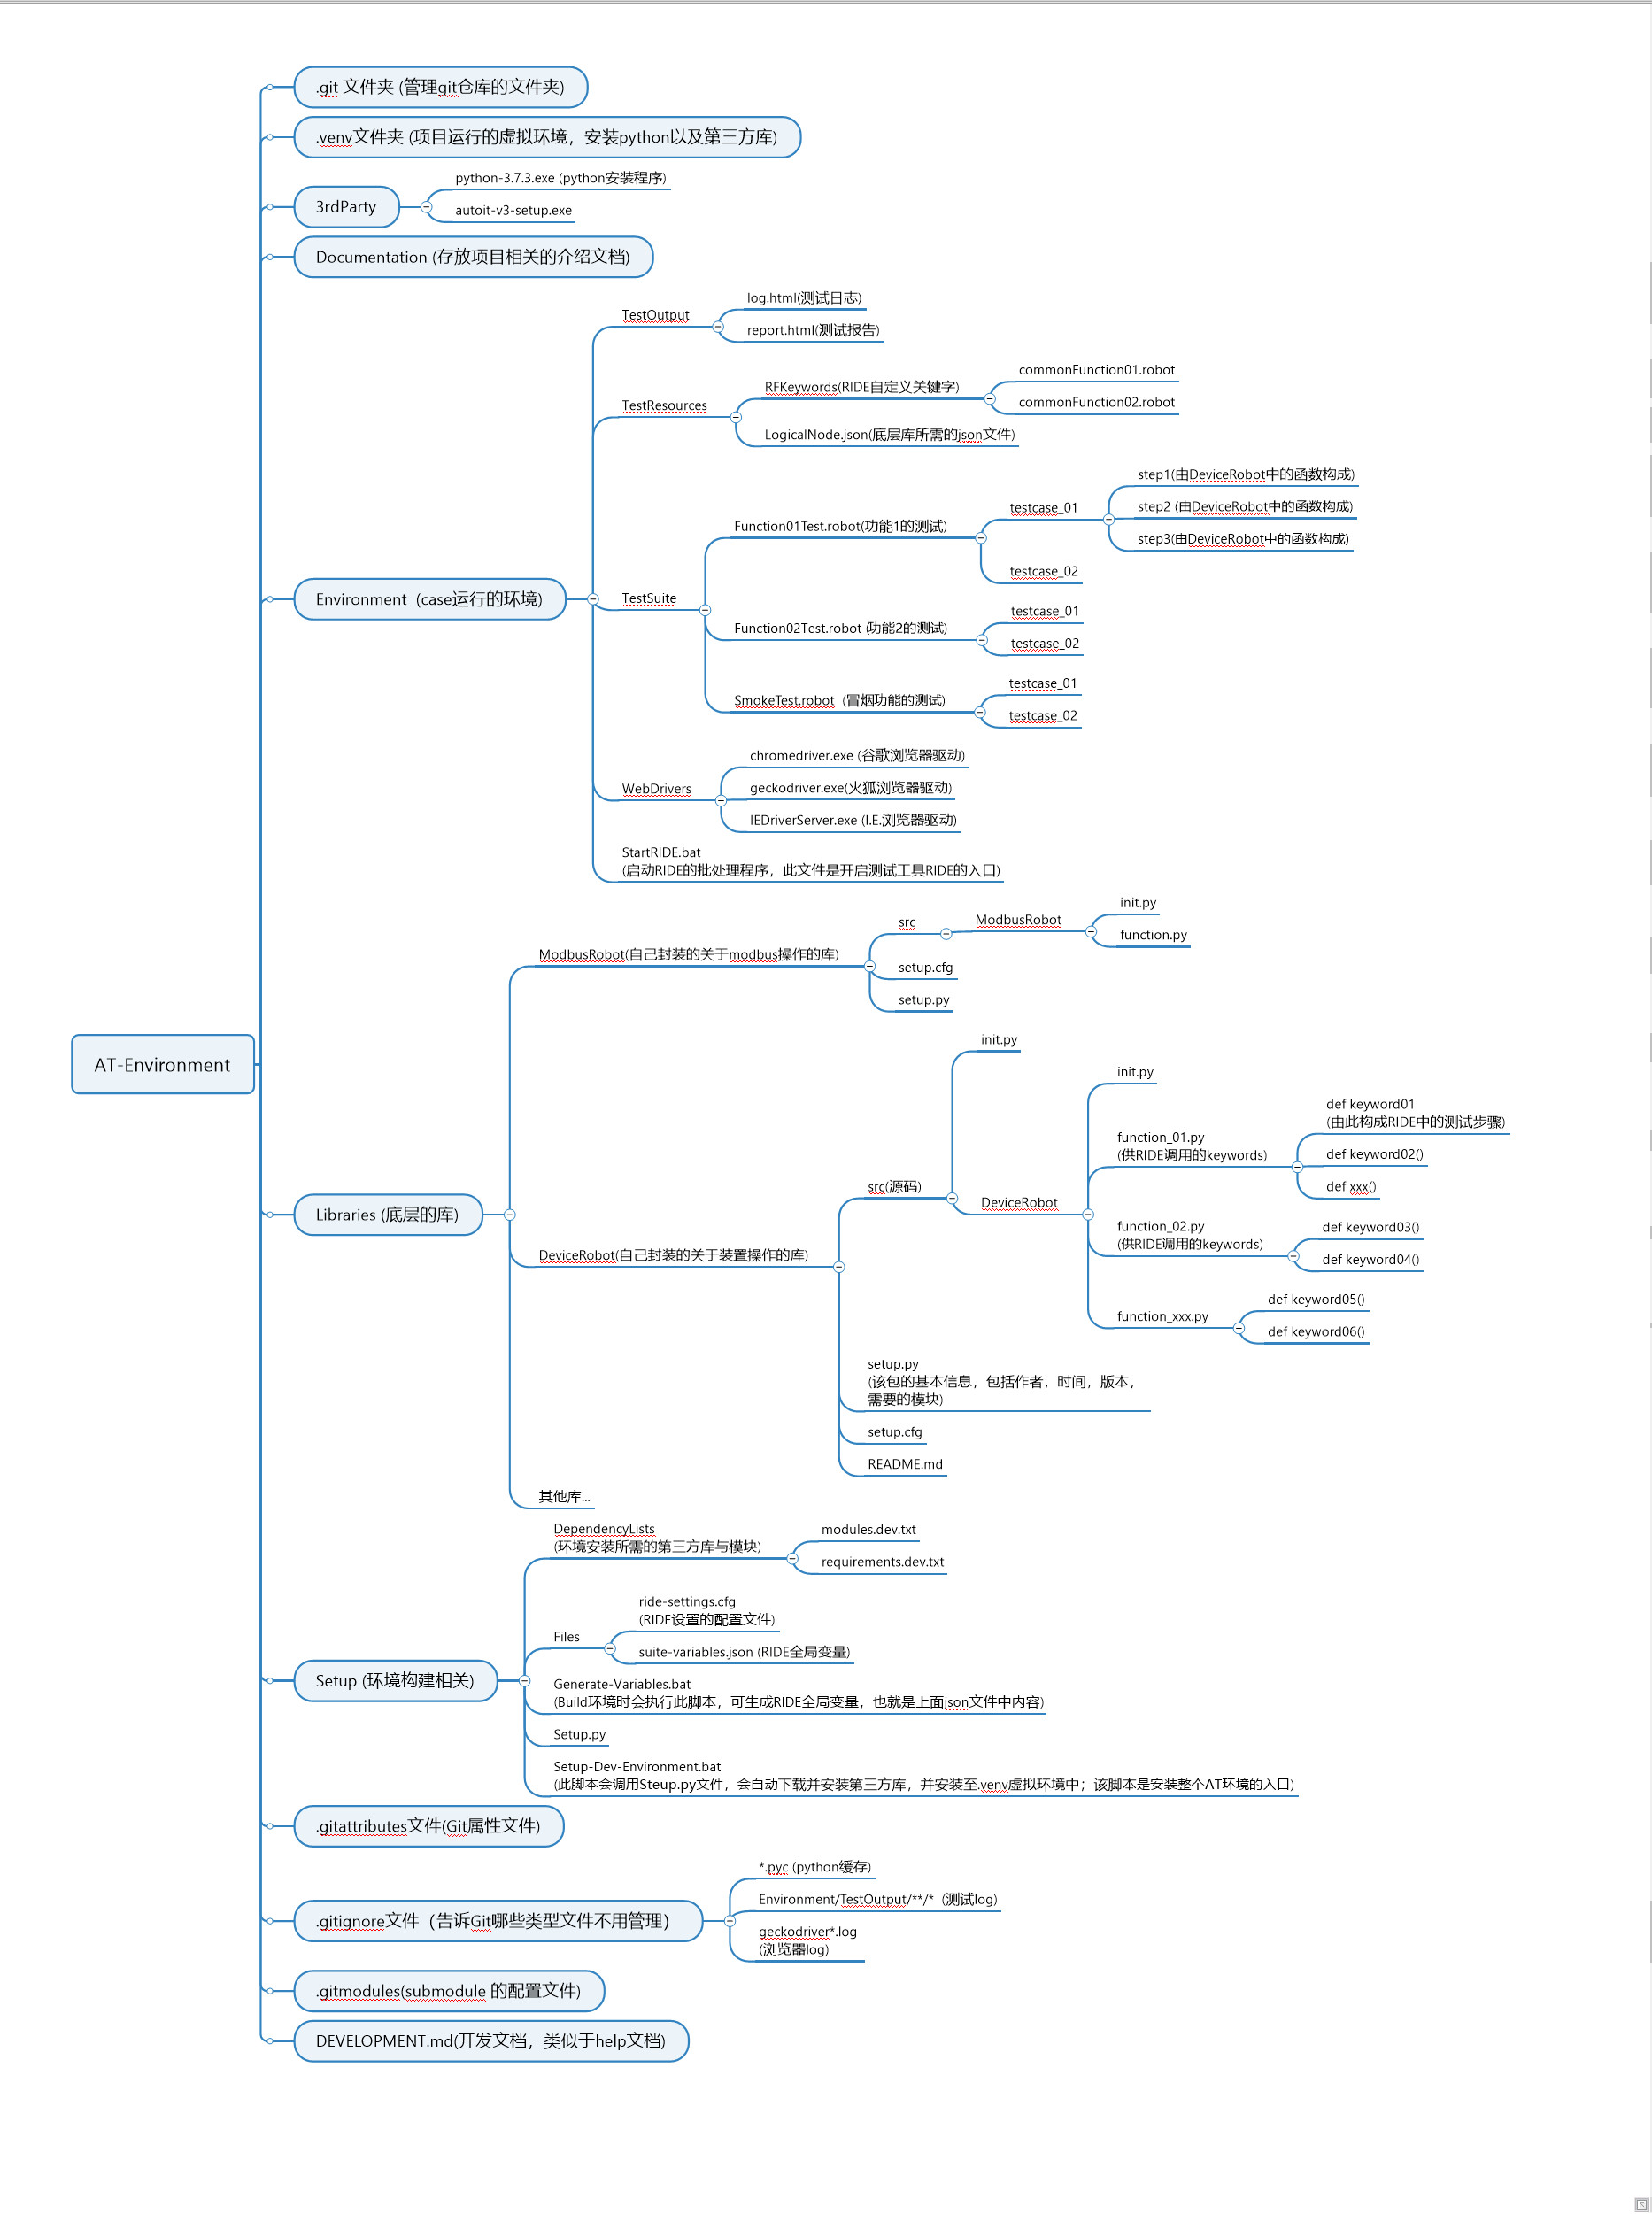 .git 文件夹 (管理git仓库的文件夹)
.venv文件夹 (项目运行的虚拟环境，安装python以及第三方库)
3rdParty
python-3.7.3.exe (python安装程序)
autoit-v3-setup.exe
Documentation (存放项目相关的介绍文档)
Environment (case运行的环境)
TestOutput
log.html(测试日志)
report.html(测试报告)
TestResources
RFKeywords(RIDE自定义关键字)
commonFunction01.robot
commonFunction02.robot
LogicalNode.json(底层库所需的json文件)
TestSuite
Function01Test.robot(功能1的测试)
testcase_01
step1(由DeviceRobot中的函数构成)
step2 (由DeviceRobot中的函数构成)
step3(由DeviceRobot中的函数构成)
testcase_02
Function02Test.robot (功能2的测试)
testcase_01
testcase_02
SmokeTest.robot (冒烟功能的测试)
testcase_01
testcase_02
WebDrivers
chromedriver.exe (谷歌浏览器驱动)
geckodriver.exe(火狐浏览器驱动)
IEDriverServer.exe (I.E.浏览器驱动)
StartRIDE.bat
(启动RIDE的批处理程序，此文件是开启测试工具RIDE的入口)
AT-Environment
Libraries (底层的库)
ModbusRobot(自己封装的关于modbus操作的库)
src
ModbusRobot
init.py
function.py
setup.cfg
setup.py
DeviceRobot(自己封装的关于装置操作的库)
src(源码)
init.py
DeviceRobot
init.py
function_01.py
(供RIDE调用的keywords)
def keyword01
(由此构成RIDE中的测试步骤)
def keyword02()
def xxx()
function_02.py
(供RIDE调用的keywords)
def keyword03()
def keyword04()
function_xxx.py
def keyword05()
def keyword06()
setup.py
(该包的基本信息，包括作者，时间，版本，
需要的模块)
setup.cfg
README.md
其他库...
Setup (环境构建相关)
DependencyLists
(环境安装所需的第三方库与模块)
modules.dev.txt
requirements.dev.txt
Files
ride-settings.cfg
(RIDE设置的配置文件)
suite-variables.json (RIDE全局变量)
Generate-Variables.bat
(Build环境时会执行此脚本，可生成RIDE全局变量，也就是上面json文件中内容)
Setup.py
Setup-Dev-Environment.bat
(此脚本会调用Steup.py文件，会自动下载并安装第三方库，并安装至.venv虚拟环境中；该脚本是安装整个AT环境的入口)
.gitattributes文件(Git属性文件)
.gitignore文件（告诉Git哪些类型文件不用管理）
*.pyc (python缓存)
Environment/TestOutput/**/* (测试log)
geckodriver*.log
(浏览器log)
.gitmodules(submodule 的配置文件)
DEVELOPMENT.md(开发文档，类似于help文档)